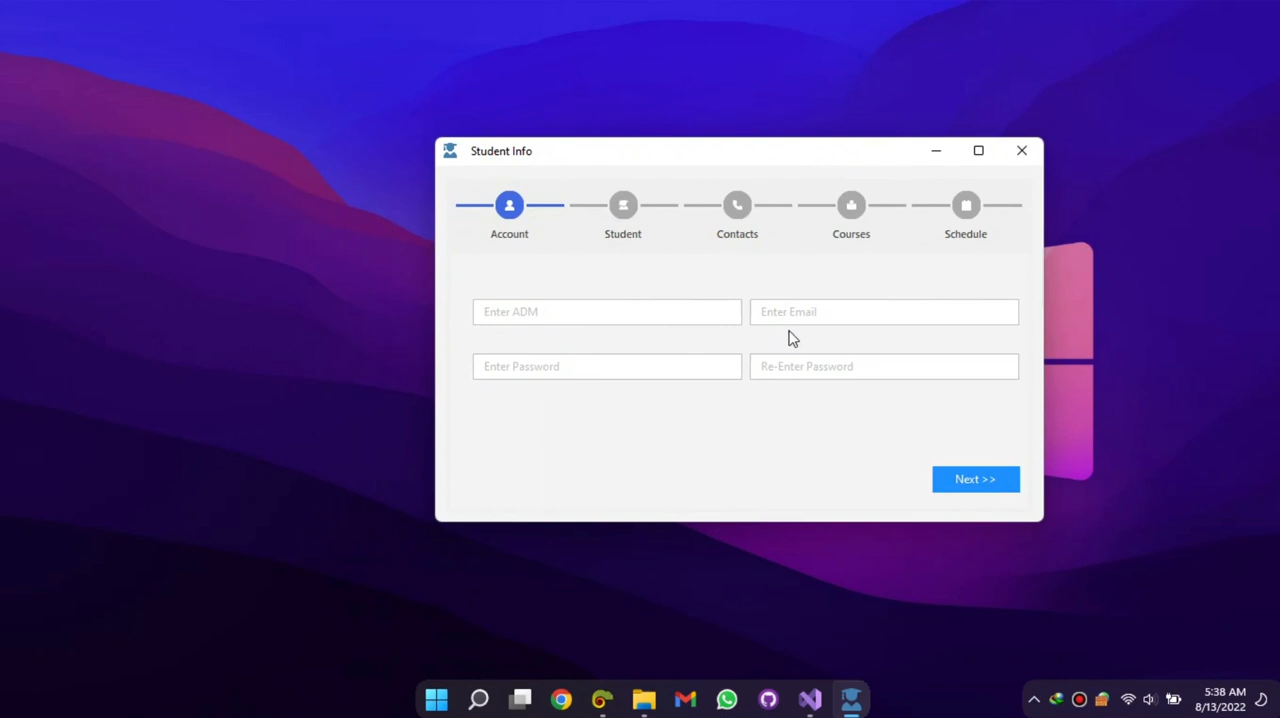 Student Info
Account
Student
Contacts
Courses
Schedule
Enter ADM
Enter Email
Enter Password
Re-Enter Password
Next >>
5:38 AM
8/13/2022